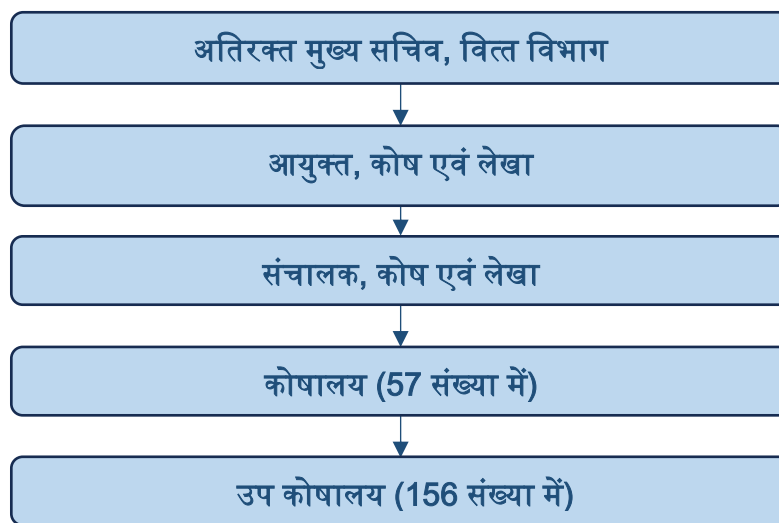 अतिरक्त मुख्य सचिव, वित्त विभाग
आयुक्त, कोष एवं लेखा
संचालक, कोष एवं लेखा
कोषालय (57 संख्या में)
उप कोषालय (156 संख्या में)